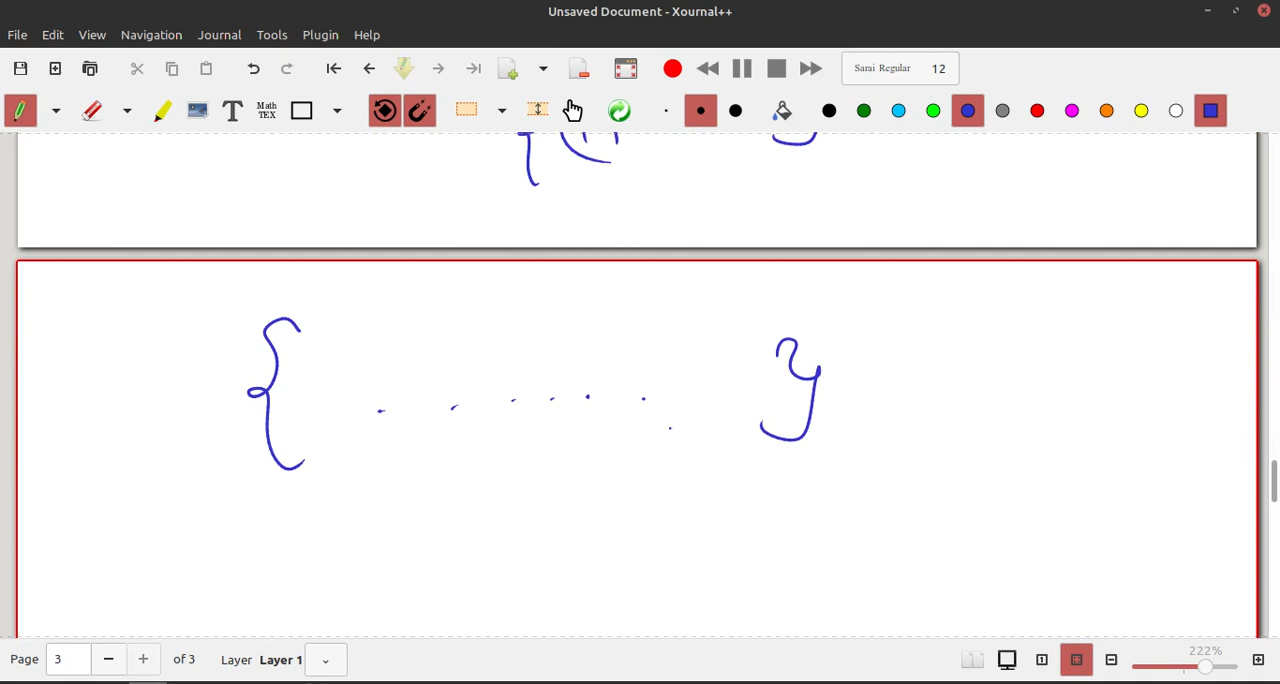 Unsaved Document - Xournal++
File Edit View Navigation Journal Tools Plugin Help
Sarai Regular 12
T Math TEX
{ . . . . . . . }
Page 3 of 3 Layer Layer 1 222%